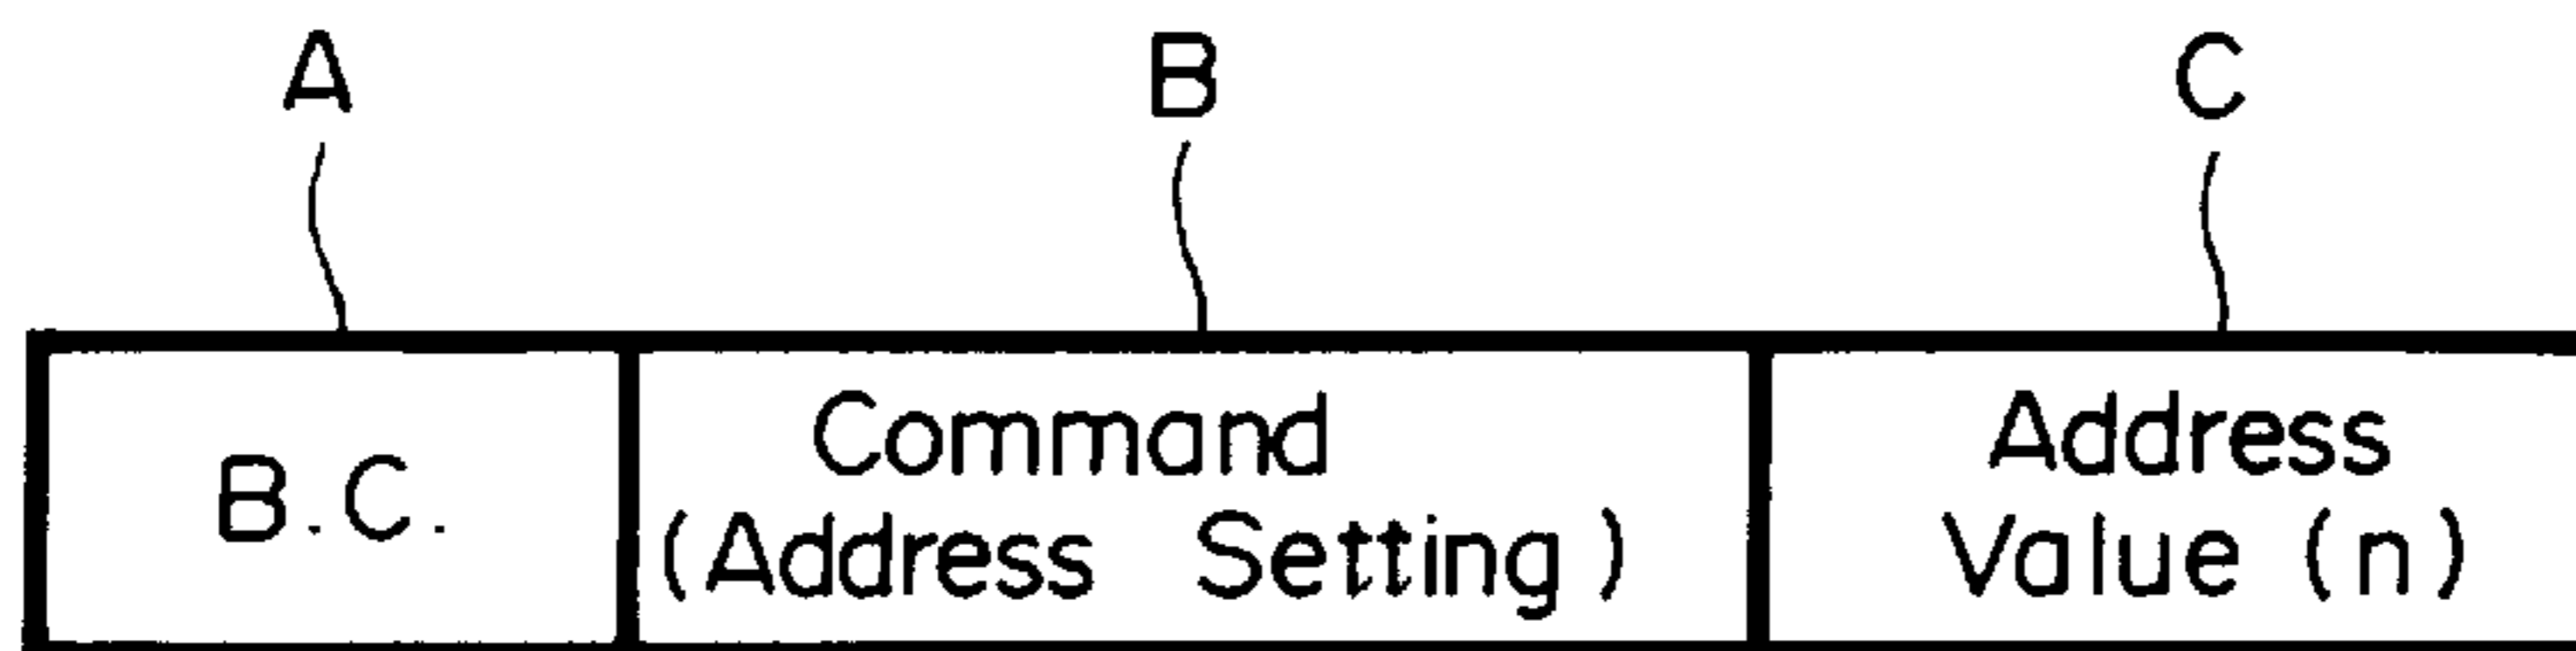 A B C
B.C.
Command
(Address Setting)
Address
Value (n)